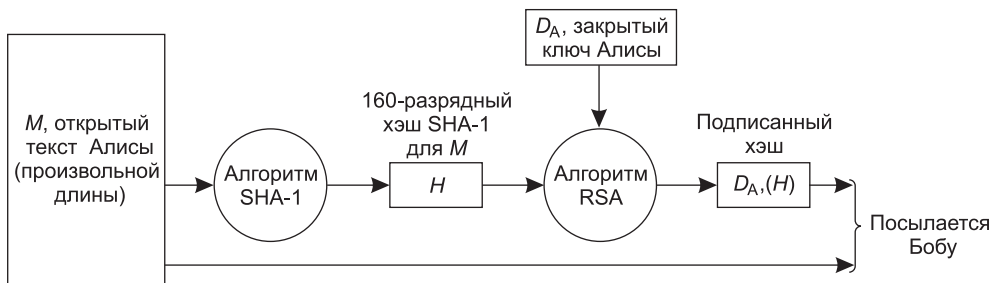 M, открытый
текст Алисы
(произвольной
длины)
Алгоритм
SHA-1
160-разрядный
хэш SHA-1
для M
H
D_A, закрытый
ключ Алисы
Алгоритм
RSA
Подписанный
хэш
D_A,(H)
Посылается
Бобу